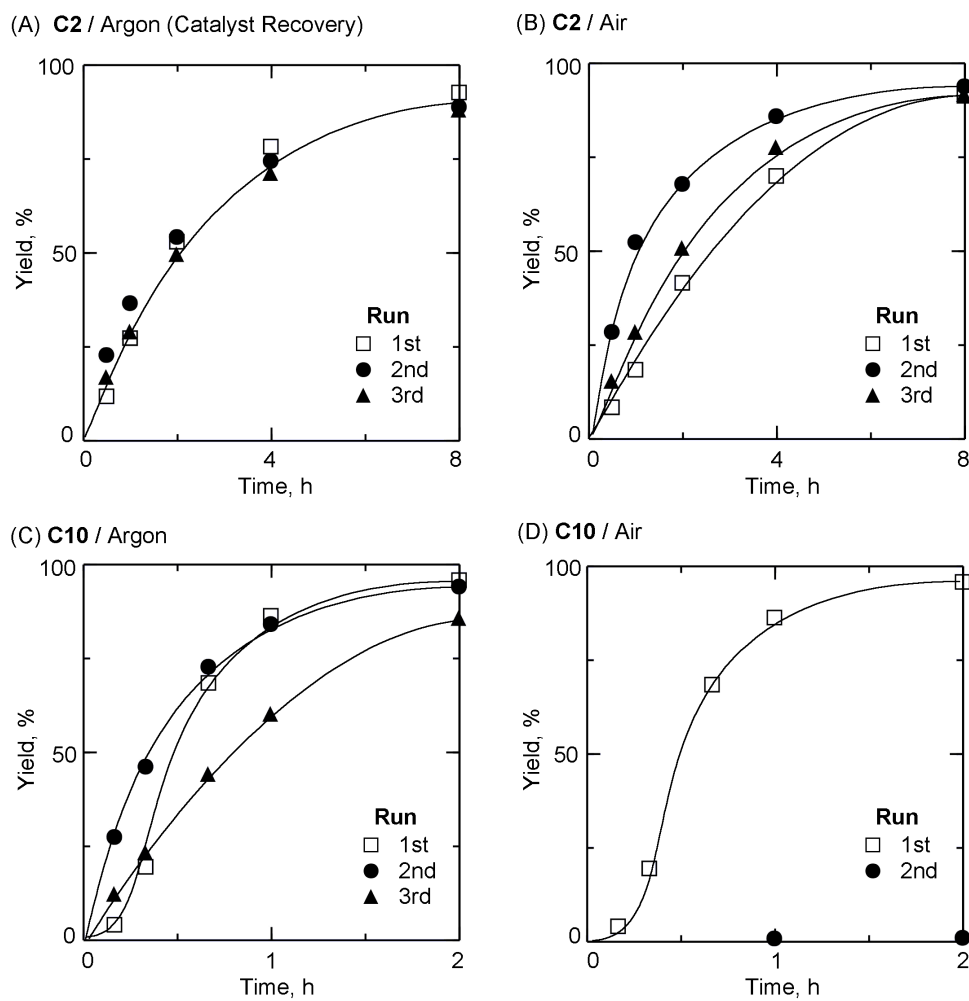 (A) C2 / Argon (Catalyst Recovery)
100
50
0
Yield, %
0 4 8
Time, h
Run
1st
2nd
3rd
(B) C2 / Air
100
50
0
Yield, %
0 4 8
Time, h
Run
1st
2nd
3rd
(C) C10 / Argon
100
50
0
Yield, %
0 1 2
Time, h
Run
1st
2nd
3rd
(D) C10 / Air
100
50
0
Yield, %
0 1 2
Time, h
Run
1st
2nd